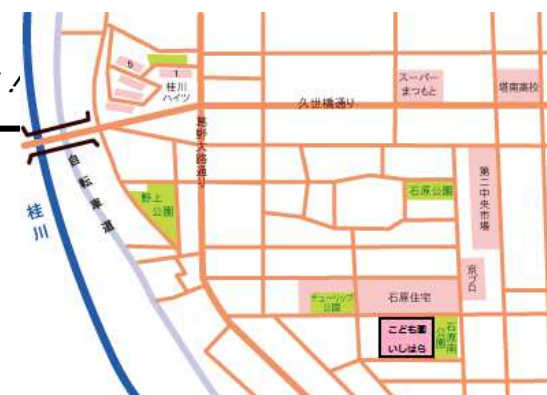 6
1
桂川
ハイツ
スーパー
まつもと
塔南高校
久世橋通り
葛野大路通り
自転車道
桂川
野上
公園
石原公園
第二中央市場
京プロ
チューリップ
公園
石原住宅
こども園
いしはら
石原南
公園